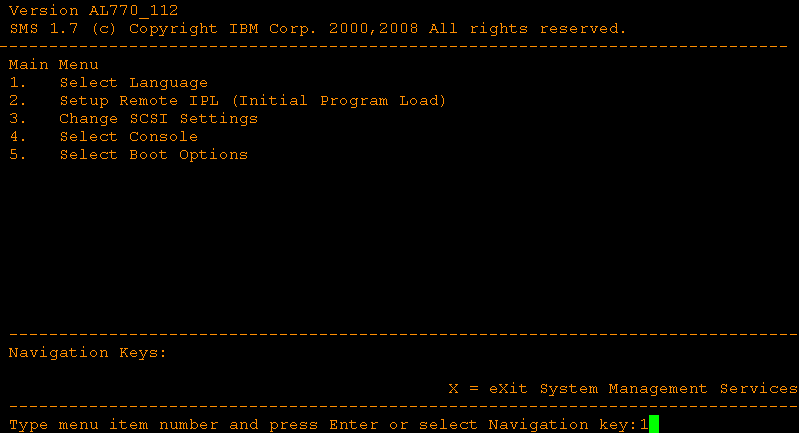 Version AL770_112
SMS 1.7 (c) Copyright IBM Corp. 2000,2008 All rights reserved.
-------------------------------------------------------------------------------
Main Menu
1. Select Language
2. Setup Remote IPL (Initial Program Load)
3. Change SCSI Settings
4. Select Console
5. Select Boot Options
-------------------------------------------------------------------------------
Navigation Keys:
X = eXit System Management Services
-------------------------------------------------------------------------------
Type menu item number and press Enter or select Navigation key:1